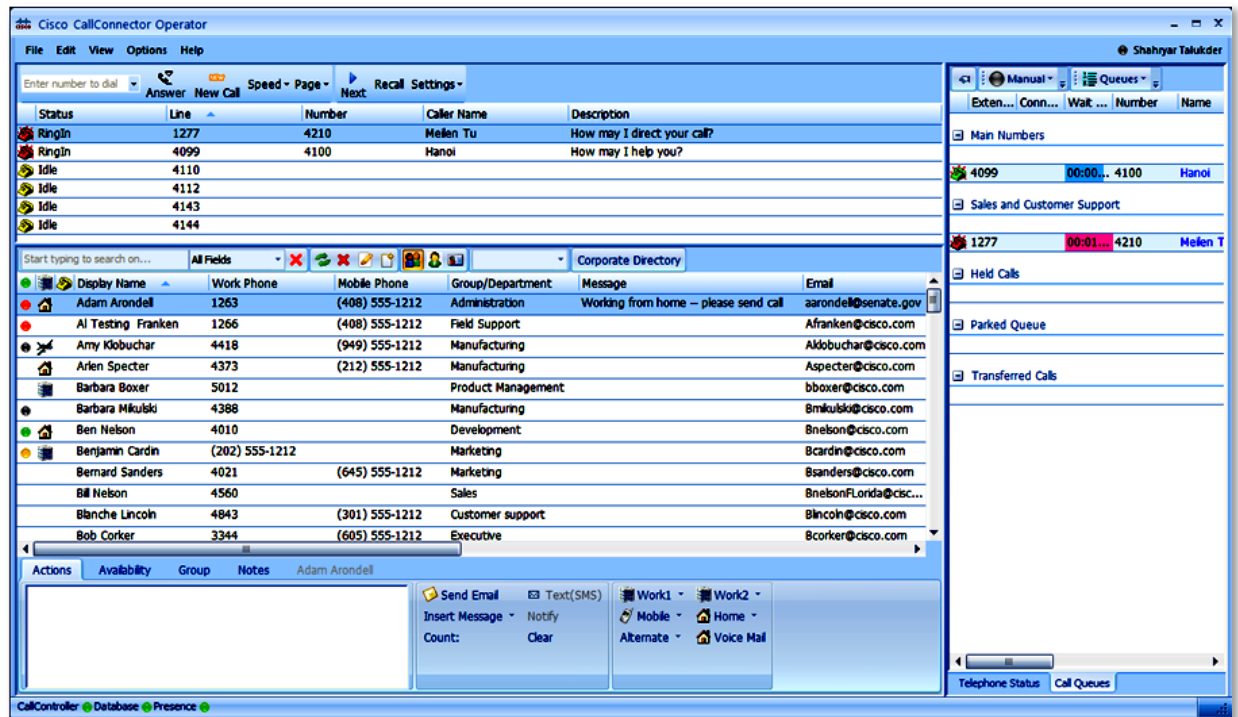 Cisco CallConnector Operator
File Edit View Options Help
Shahryar Talukder
Enter number to dial Answer New Call Speed Page Next Recall Settings
Status Line Number Caller Name Description
RingIn 1277 4210 Meilen Tu How may I direct your call?
RingIn 4099 4100 Hanoi How may I help you?
Idle 4110
Idle 4112
Idle 4143
Idle 4144
Start typing to search on... All Fields Corporate Directory
Display Name Work Phone Mobile Phone Group/Department Message Email
Adam Arondell 1263 (408) 555-1212 Administration Working from home -- please send call aarondell@senate.gov
Al Testing Franken 1266 (408) 555-1212 Field Support Afranken@cisco.com
Amy Klobuchar 4418 (949) 555-1212 Manufacturing Aklobuchar@cisco.com
Arlen Specter 4373 (212) 555-1212 Manufacturing Aspecter@cisco.com
Barbara Boxer 5012 Product Management bboxer@cisco.com
Barbara Mikulski 4388 Manufacturing Bmikulski@cisco.com
Ben Nelson 4010 Development Bnelson@cisco.com
Benjamin Cardin (202) 555-1212 Marketing Bcardin@cisco.com
Bernard Sanders 4021 (645) 555-1212 Marketing Bsanders@cisco.com
Bill Nelson 4560 Sales BnelsonFLorida@cisc...
Blanche Lincoln 4843 (301) 555-1212 Customer support Blincoln@cisco.com
Bob Corker 3344 (605) 555-1212 Executive Bcorker@cisco.com
Actions Availability Group Notes Adam Arondell
Send Email Text(SMS) Work1 Work2
Insert Message Notify Mobile Home
Count: Clear Alternate Voice Mail
Manual Queues
Exten... Conn... Wait ... Number Name
Main Numbers
4099 00:00... 4100 Hanoi
Sales and Customer Support
1277 00:01... 4210 Meilen T
Held Calls
Parked Queue
Transferred Calls
Telephone Status Call Queues
CallController Database Presence